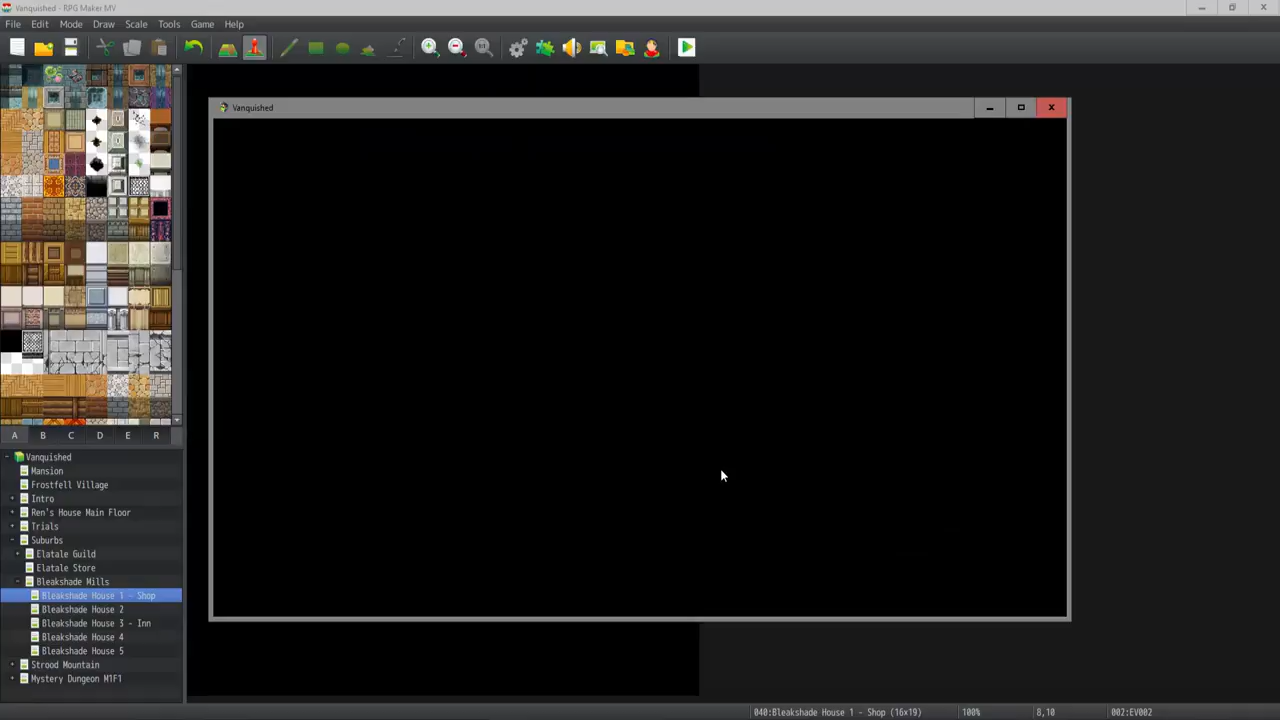 Vanquished - RPG Maker MV
File Edit Mode Draw Scale Tools Game Help
Vanquished
A B C D E R
Vanquished
Mansion
Frostfell Village
Intro
Ren's House Main Floor
Trials
Suburbs
Elatale Guild
Elatale Store
Bleakshade Mills
Bleakshade House 1 - Shop
Bleakshade House 2
Bleakshade House 3 - Inn
Bleakshade House 4
Bleakshade House 5
Strood Mountain
Mystery Dungeon M1F1
040:Bleakshade House 1 - Shop (16x19) 100% 8,10 002:EV002